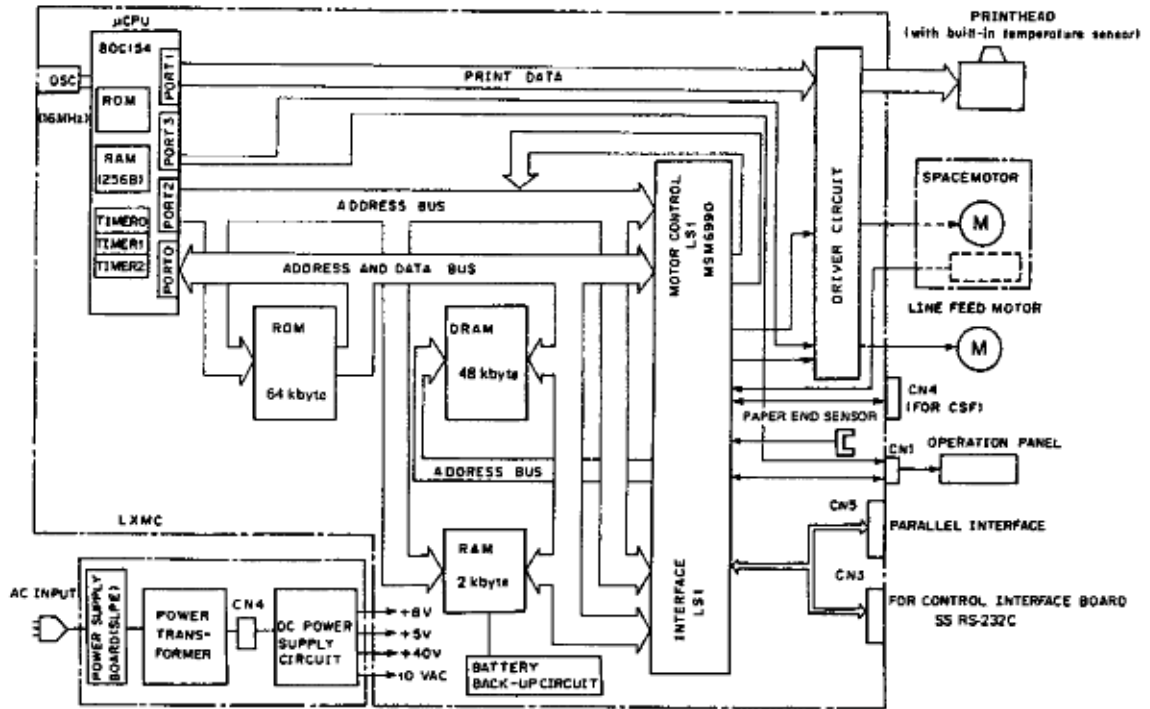 μCPU
80C154
OSC
(16MHz)
ROM
RAM
(256B)
TIMER0
TIMER1
TIMER2
PORT1
PORT3
PORT2
PORT0
PRINT DATA
ADDRESS BUS
ADDRESS AND DATA BUS
ROM
64 kbyte
DRAM
48 kbyte
ADDRESS BUS
RAM
2 kbyte
BATTERY
BACK-UP CIRCUIT
MOTOR CONTROL
LSI
MSM6990
INTERFACE
LSI
DRIVER CIRCUIT
PRINTHEAD
(with built-in temperature sensor)
SPACEMOTOR
M
LINE FEED MOTOR
M
CN4
(FOR CSF)
PAPER END SENSOR
CN1
OPERATION PANEL
CN5
PARALLEL INTERFACE
CN3
FOR CONTROL INTERFACE BOARD
SS RS-232C
LXMC
AC INPUT
POWER SUPPLY
BOARD(SLPE)
POWER
TRANS-
FORMER
CN4
DC POWER
SUPPLY
CIRCUIT
+8V
+5V
+40V
10 VAC